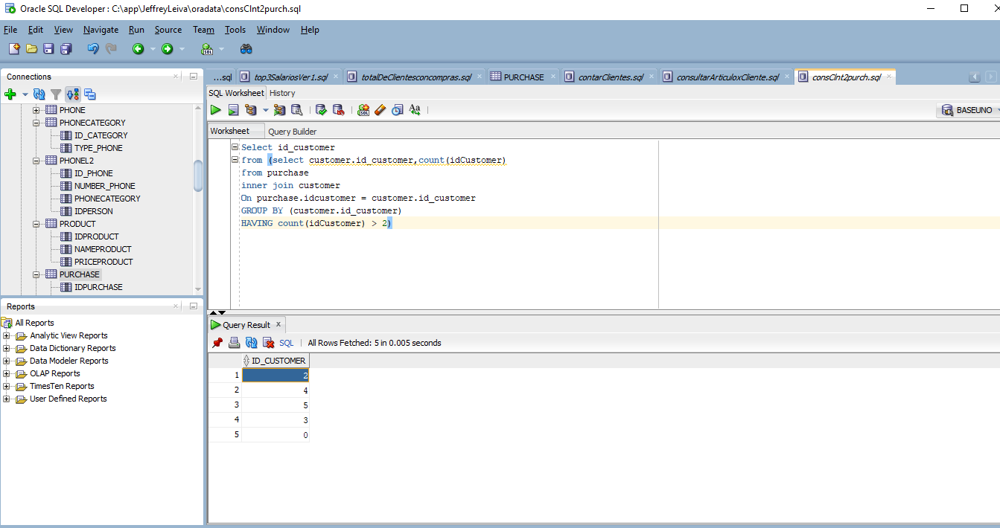 Oracle SQL Developer : C:\app\JeffreyLeiva\oradata\consClnt2purch.sql
File Edit View Navigate Run Source Team Tools Window Help
Connections
PHONE
PHONECATEGORY
ID_CATEGORY
TYPE_PHONE
PHONEL2
ID_PHONE
NUMBER_PHONE
PHONECATEGORY
IDPERSON
PRODUCT
IDPRODUCT
NAMEPRODUCT
PRICEPRODUCT
PURCHASE
IDPURCHASE
Reports
All Reports
Analytic View Reports
Data Dictionary Reports
Data Modeler Reports
OLAP Reports
TimesTen Reports
User Defined Reports
...sql top3SalariosVer1.sql totalDeClientesconcompras.sql PURCHASE contarClientes.sql consultarArticuloxCliente.sql consClnt2purch.sql
SQL Worksheet History
BASEUNO
Worksheet Query Builder
Select id_customer
from (select customer.id_customer,count(idCustomer)
from purchase
inner join customer
On purchase.idcustomer = customer.id_customer
GROUP BY (customer.id_customer)
HAVING count(idCustomer) > 2)
Query Result
SQL | All Rows Fetched: 5 in 0.005 seconds
ID_CUSTOMER
1 2
2 4
3 5
4 3
5 0